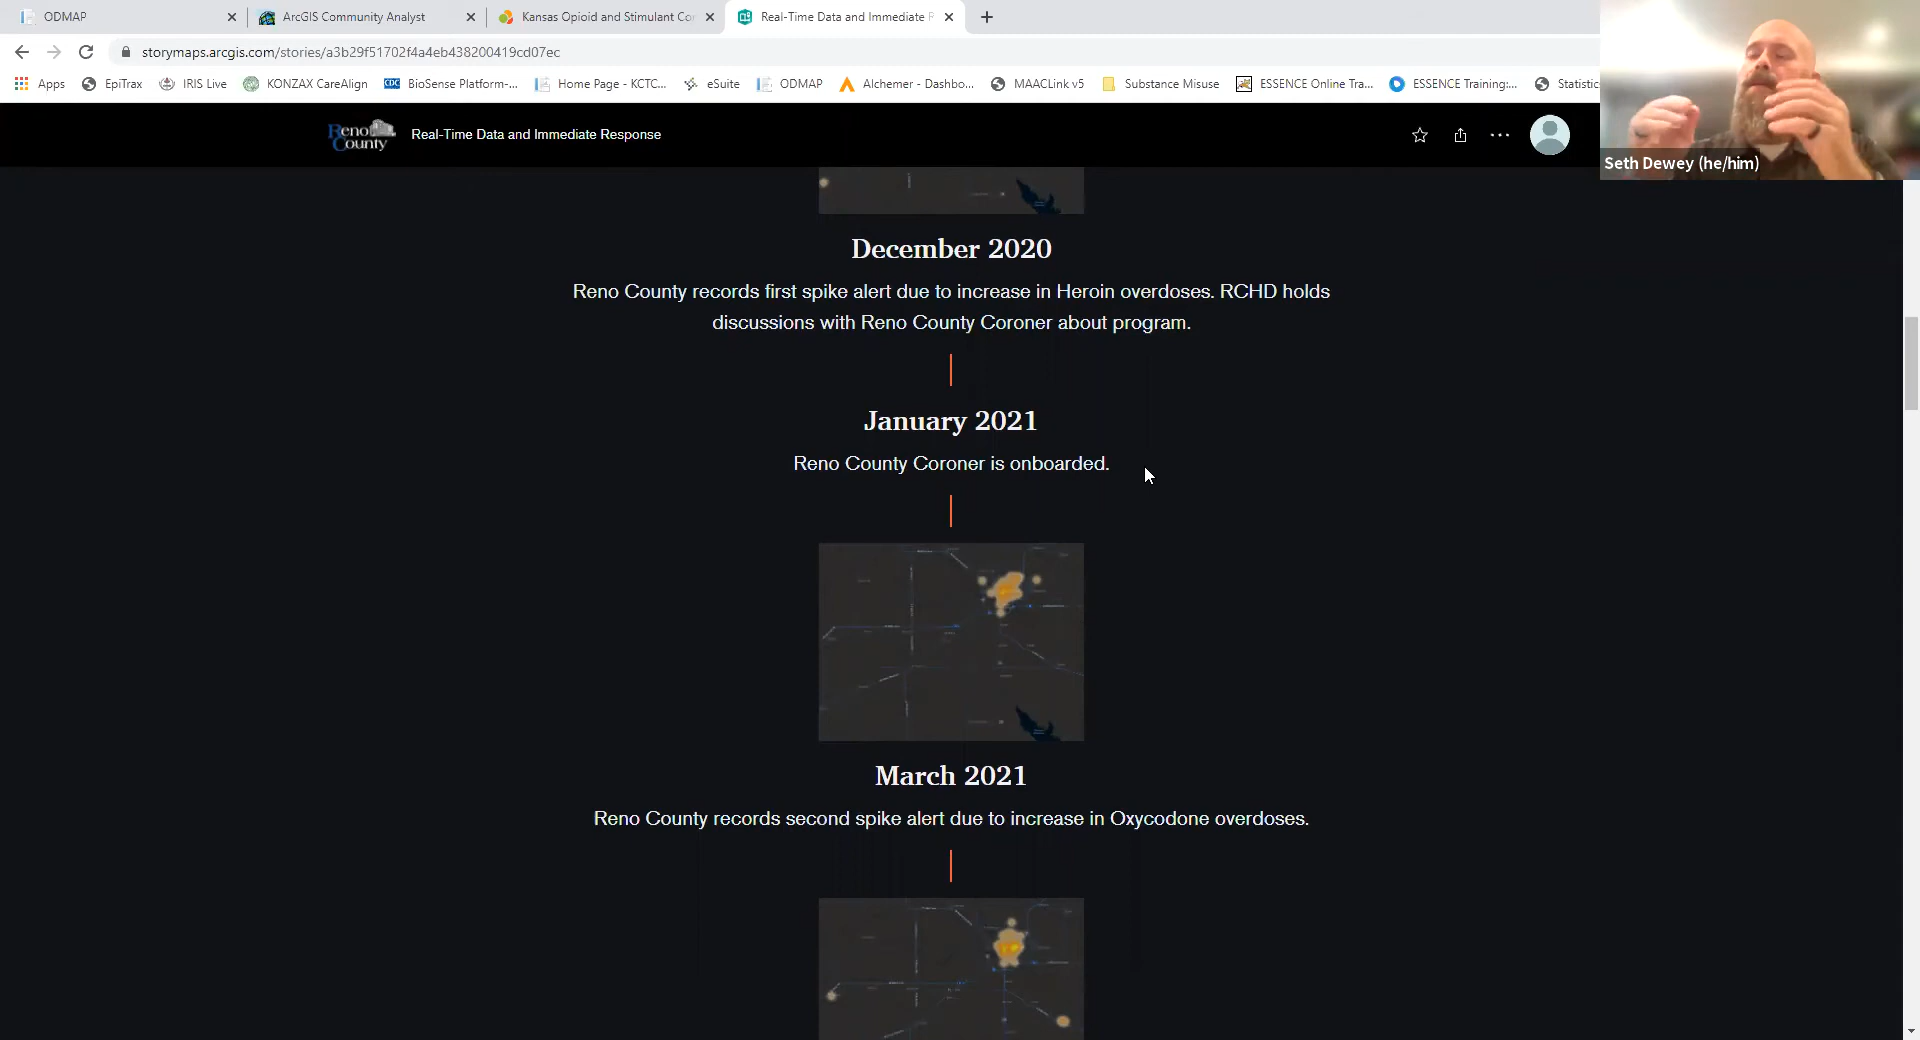 ODMAP
ArcGIS Community Analyst
Kansas Opioid and Stimulant Cor
Real-Time Data and Immediate R
storymaps.arcgis.com/stories/a3b29f51702f4a4eb438200419cd07ec
Apps
EpiTrax
IRIS Live
KONZAX CareAlign
CDC
BioSense Platform-...
Home Page - KCTC...
eSuite
ODMAP
Alchemer - Dashbo...
MAACLink v5
Substance Misuse
ESSENCE Online Tra...
ESSENCE Training:...
Statistic
Seth Dewey (he/him)
Reno
County
Real-Time Data and Immediate Response
December 2020
Reno County records first spike alert due to increase in Heroin overdoses. RCHD holds
discussions with Reno County Coroner about program.
January 2021
Reno County Coroner is onboarded.
March 2021
Reno County records second spike alert due to increase in Oxycodone overdoses.